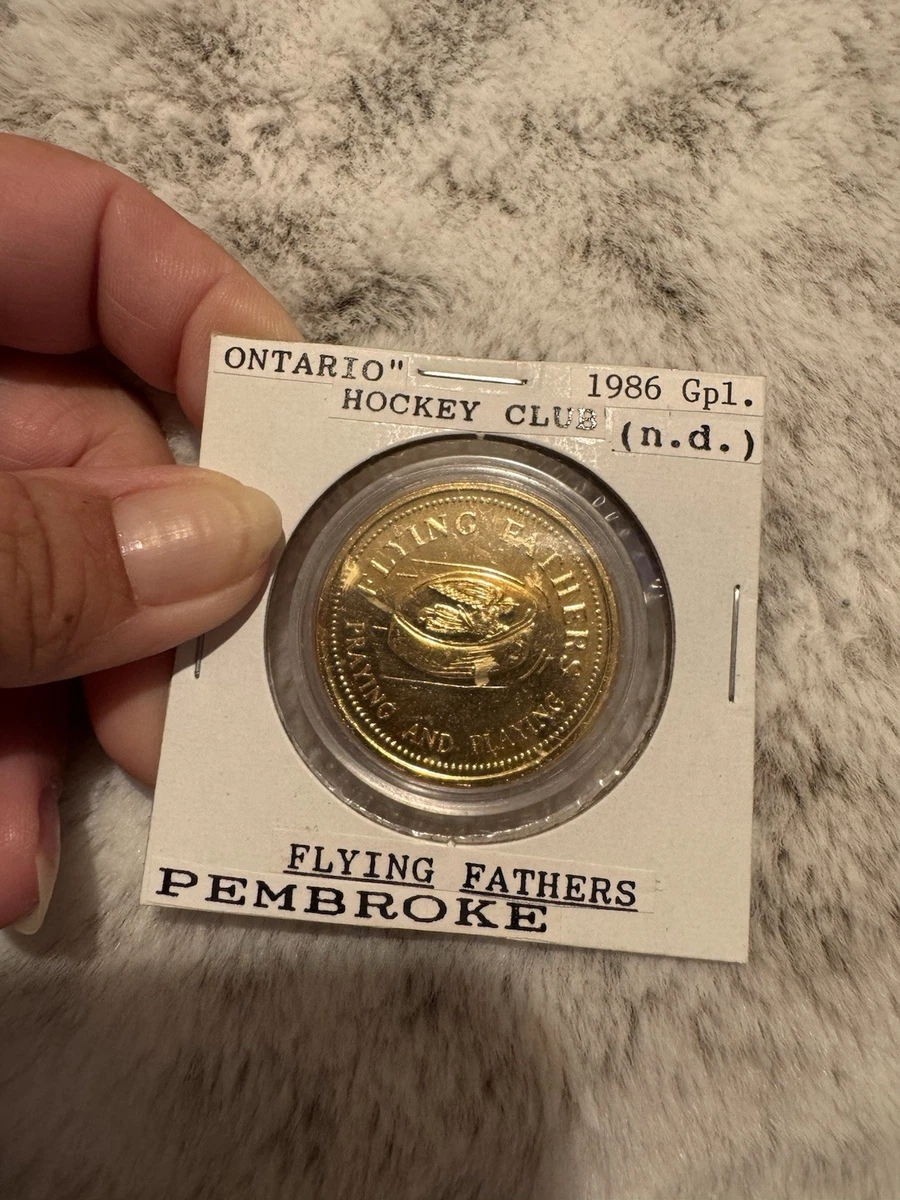 ONTARIO"
1986 Gpl.
HOCKEY CLUB
(n.d.)
FLYING FATHERS
PRAYING AND PLAYING
FLYING FATHERS
PEMBROKE